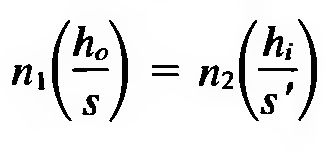 n₁(hₒ/s) = n₂(hᵢ/s')